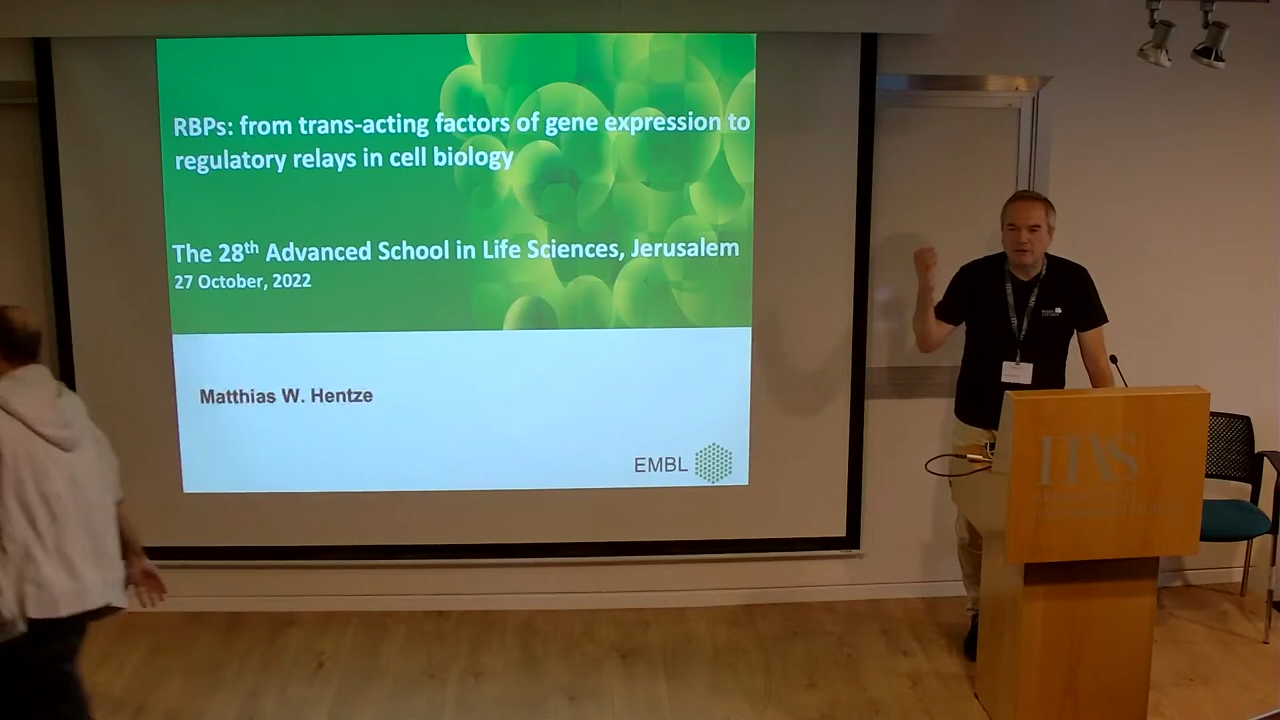 RBPs: from trans-acting factors of gene expression to
regulatory relays in cell biology
The 28th Advanced School in Life Sciences, Jerusalem
27 October, 2022
Matthias W. Hentze
EMBL
IIAS